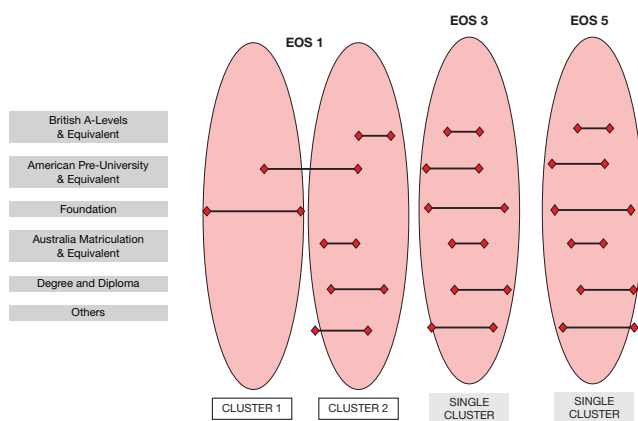 EOS 1
EOS 3
EOS 5
British A-Levels
& Equivalent
American Pre-University
& Equivalent
Foundation
Australia Matriculation
& Equivalent
Degree and Diploma
Others
CLUSTER 1
CLUSTER 2
SINGLE
CLUSTER
SINGLE
CLUSTER